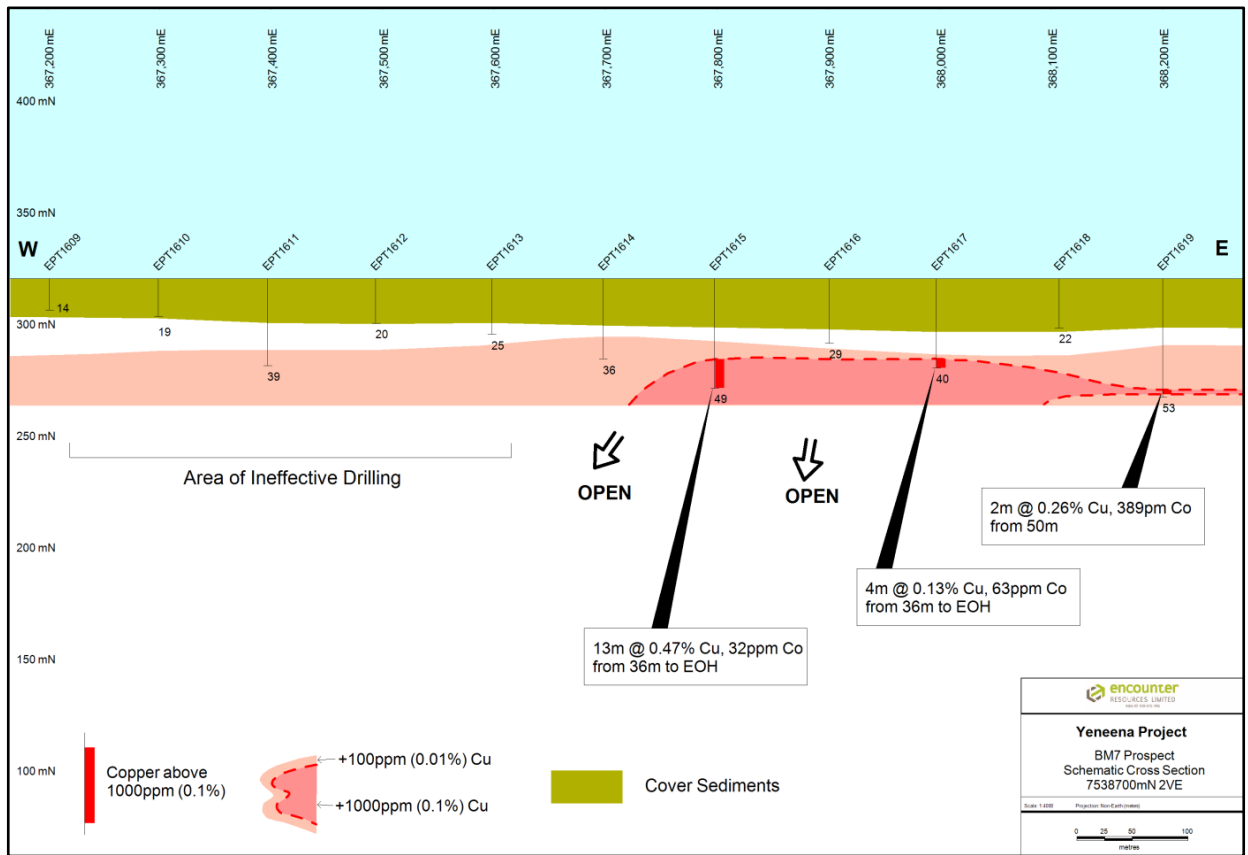 367,200 mE
367,300 mE
367,400 mE
367,500 mE
367,600 mE
367,700 mE
367,800 mE
367,900 mE
368,000 mE
368,100 mE
368,200 mE
400 mN
350 mN
W
E
EPT1609
EPT1610
EPT1611
EPT1612
EPT1613
EPT1614
EPT1615
EPT1616
EPT1617
EPT1618
EPT1619
300 mN
14
19
39
20
25
36
49
29
40
22
53
250 mN
Area of Ineffective Drilling
OPEN
OPEN
2m @ 0.26% Cu, 389pm Co
from 50m
200 mN
4m @ 0.13% Cu, 63ppm Co
from 36m to EOH
13m @ 0.47% Cu, 32ppm Co
from 36m to EOH
150 mN
100 mN
Copper above
1000ppm (0.1%)
+100ppm (0.01%) Cu
+1000ppm (0.1%) Cu
Cover Sediments
encounter
RESOURCES LIMITED
Yeneena Project
BM7 Prospect
Schematic Cross Section
7538700mN 2VE
Scale: 1:4000
Projection: Non-Earth (meters)
0 25 50 100
metres